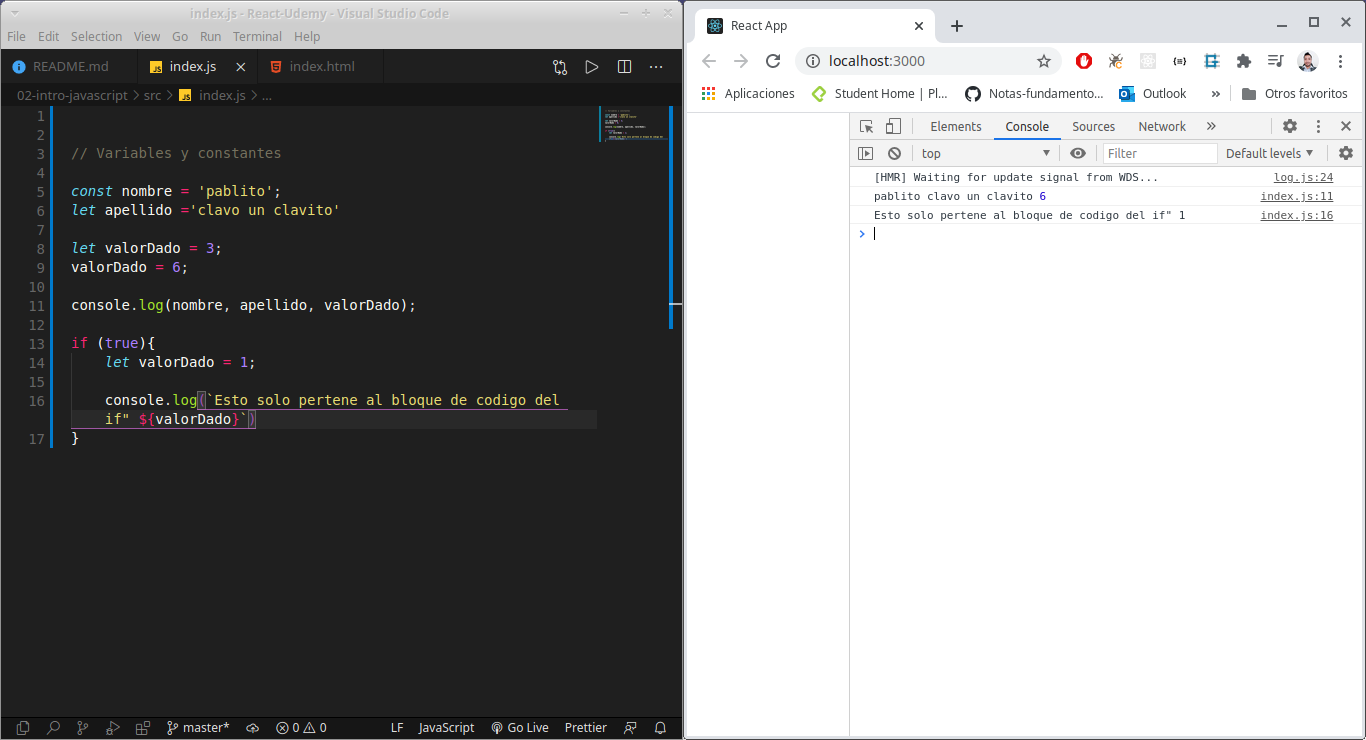 index.js - React-Udemy - Visual Studio Code
File Edit Selection View Go Run Terminal Help
README.md index.js index.html
02-intro-javascript > src > index.js > ...
1
2
3 // Variables y constantes
4
5 const nombre = 'pablito';
6 let apellido ='clavo un clavito'
7
8 let valorDado = 3;
9 valorDado = 6;
10
11 console.log(nombre, apellido, valorDado);
12
13 if (true){
14 let valorDado = 1;
15
16 console.log(`Esto solo pertene al bloque de codigo del
if" ${valorDado}`)
17 }
master* 0 0 LF JavaScript Go Live Prettier
React App
localhost:3000
Aplicaciones Student Home | Pl... Notas-fundamento... Outlook » Otros favoritos
Elements Console Sources Network »
top Filter Default levels
[HMR] Waiting for update signal from WDS... log.js:24
pablito clavo un clavito 6 index.js:11
Esto solo pertene al bloque de codigo del if" 1 index.js:16
>